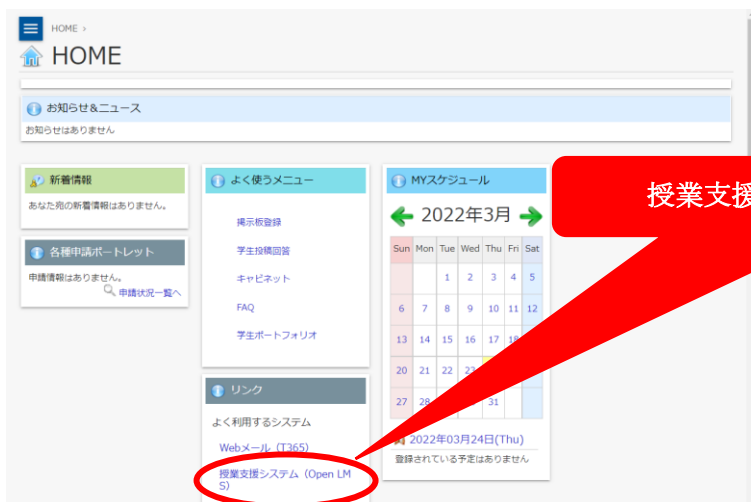 HOME ›
HOME
お知らせ&ニュース
お知らせはありません
新着情報
あなた宛の新着情報はありません。
各種申請ポートレット
申請情報はありません。
申請状況一覧へ
よく使うメニュー
掲示板登録
学生投稿回答
キャビネット
FAQ
学生ポートフォリオ
リンク
よく利用するシステム
Webメール（T365）
授業支援システム（Open LM
S）
MYスケジュール
2022年3月
Sun Mon Tue Wed Thu Fri Sat
1 2 3 4 5
6 7 8 9 10 11 12
13 14 15 16 17 18
20 21 22 23
27 28 31
2022年03月24日(Thu)
登録されている予定はありません
授業支援